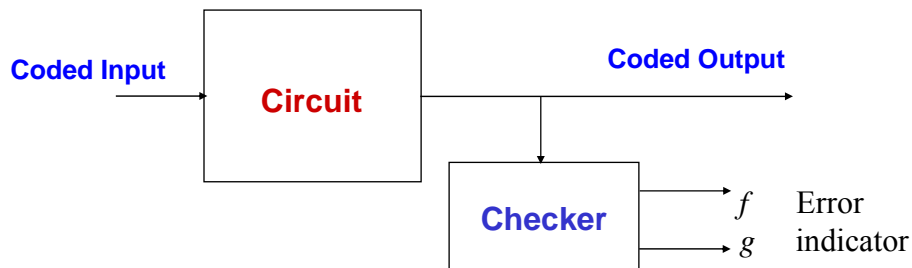 Coded Input
Circuit
Coded Output
Checker
f Error
g indicator